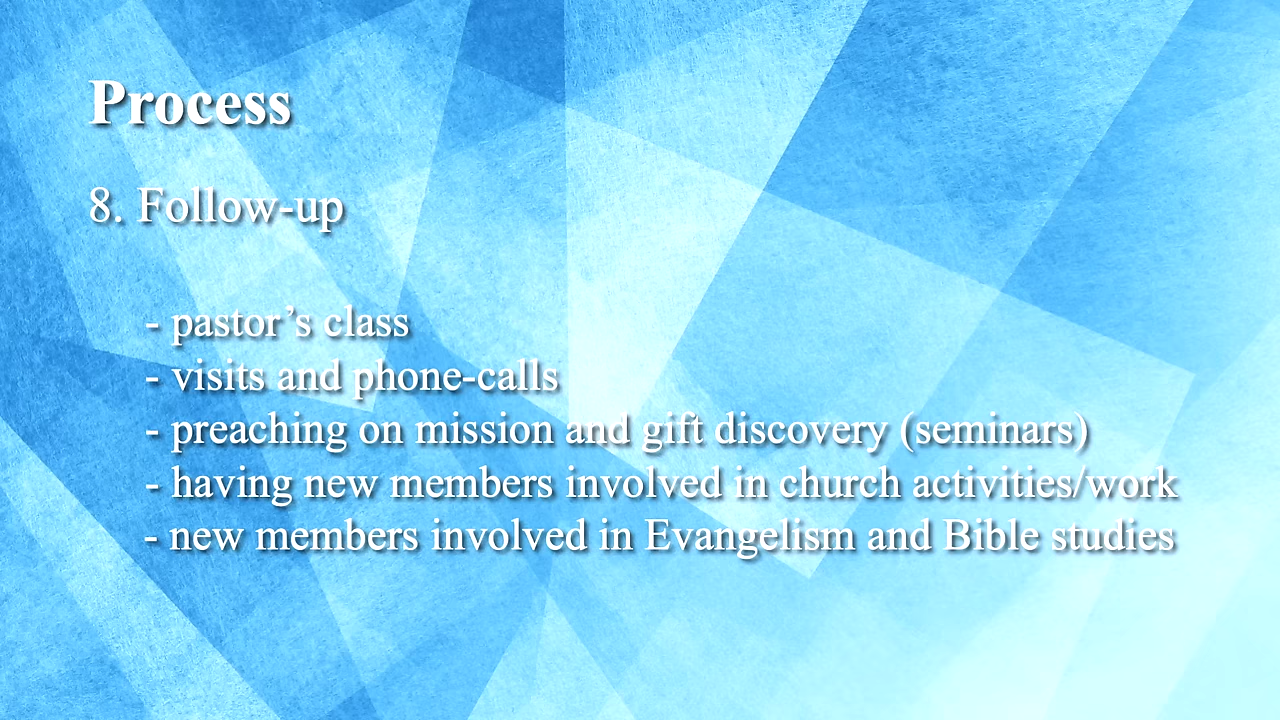 Process
8. Follow-up
- pastor’s class
- visits and phone-calls
- preaching on mission and gift discovery (seminars)
- having new members involved in church activities/work
- new members involved in Evangelism and Bible studies